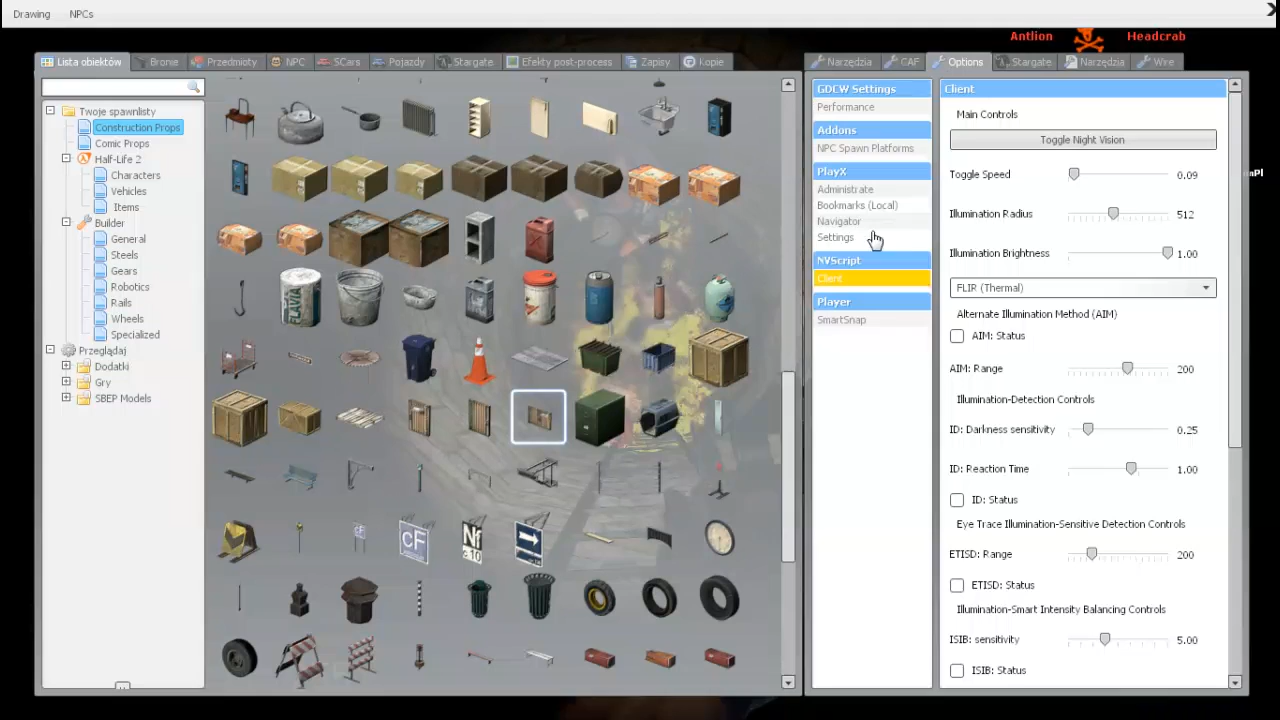 Drawing NPCs
Antlion Headcrab
Lista obiektów Bronie Przedmioty NPC SCars Pojazdy Stargate Efekty post-process Zapisy Kopie
Narzędzia CAF Options Stargate Narzędzia Wire
Twoje spawnlisty
Construction Props
Comic Props
Half-Life 2
Characters
Vehicles
Items
Builder
General
Steels
Gears
Robotics
Rails
Wheels
Specialized
Przeglądaj
Dodatki
Gry
SBEP Models
cF
Nf
c.10
GDCW Settings
Performance
Addons
NPC Spawn Platforms
PlayX
Administrate
Bookmarks (Local)
Navigator
Settings
NVScript
Client
Player
SmartSnap
Client
Main Controls
Toggle Night Vision
Toggle Speed 0.09
Illumination Radius 512
Illumination Brightness 1.00
FLIR (Thermal)
Alternate Illumination Method (AIM)
AIM: Status
AIM: Range 200
Illumination-Detection Controls
ID: Darkness sensitivity 0.25
ID: Reaction Time 1.00
ID: Status
Eye Trace Illumination-Sensitive Detection Controls
ETISD: Range 200
ETISD: Status
Illumination-Smart Intensity Balancing Controls
ISIB: sensitivity 5.00
ISIB: Status